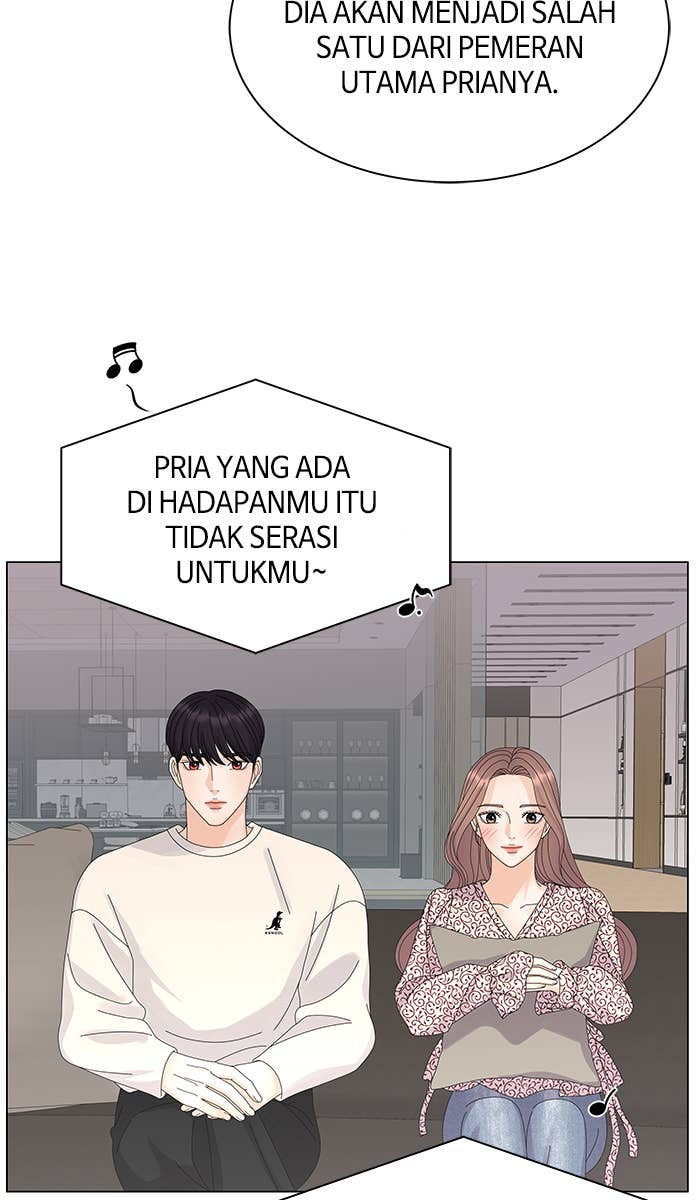 DIA AKAN MENJADI SALAH
SATU DARI PEMERAN
UTAMA PRIANYA.
PRIA YANG ADA
DI HADAPANMU ITU
TIDAK SERASI
UNTUKMU~